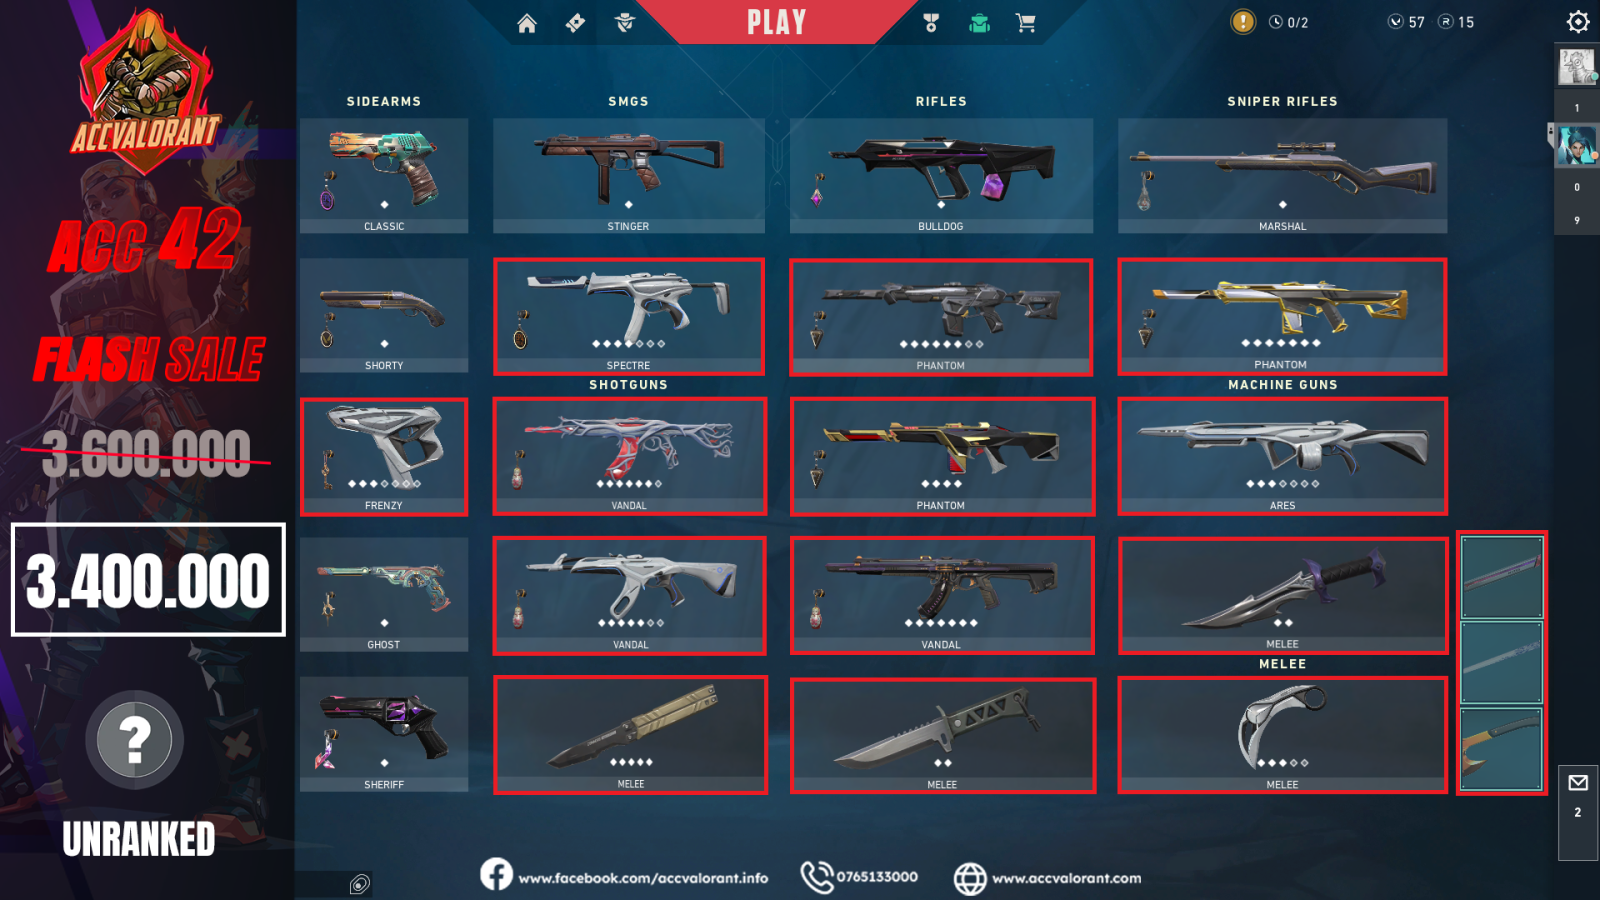 PLAY
0/2
57
15
ACCVALORANT
ACC 42
FLASH SALE
3.600.000
3.400.000
?
UNRANKED
SIDEARMS
SMGS
RIFLES
SNIPER RIFLES
CLASSIC
STINGER
BULLDOG
MARSHAL
SHORTY
SPECTRE
PHANTOM
PHANTOM
SHOTGUNS
MACHINE GUNS
FRENZY
VANDAL
PHANTOM
ARES
GHOST
VANDAL
VANDAL
MELEE
MELEE
SHERIFF
MELEE
MELEE
MELEE
1
0
9
2
www.facebook.com/accvalorant.info
0765133000
www.accvalorant.com